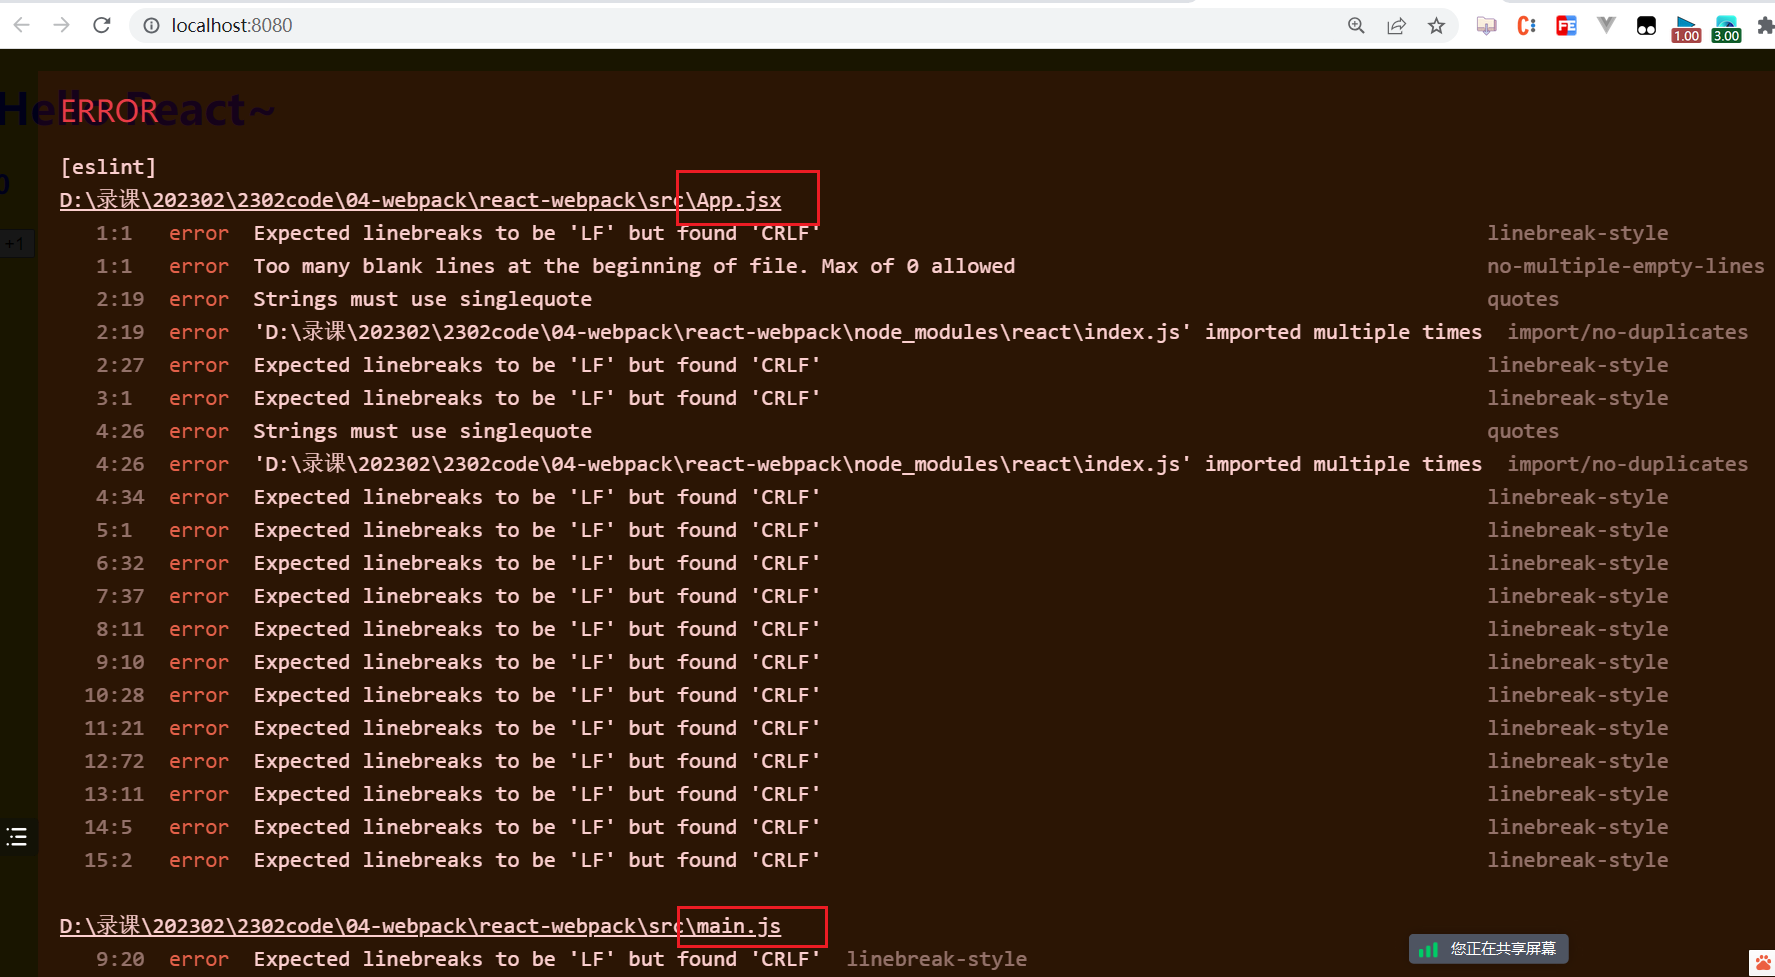 localhost:8080
1.00
3.00
Hello React~
ERROR
0
[eslint]
D:\录课\202302\2302code\04-webpack\react-webpack\src\App.jsx
1:1 error Expected linebreaks to be 'LF' but found 'CRLF' linebreak-style
+1
1:1 error Too many blank lines at the beginning of file. Max of 0 allowed no-multiple-empty-lines
2:19 error Strings must use singlequote quotes
2:19 error 'D:\录课\202302\2302code\04-webpack\react-webpack\node_modules\react\index.js' imported multiple times import/no-duplicates
2:27 error Expected linebreaks to be 'LF' but found 'CRLF' linebreak-style
3:1 error Expected linebreaks to be 'LF' but found 'CRLF' linebreak-style
4:26 error Strings must use singlequote quotes
4:26 error 'D:\录课\202302\2302code\04-webpack\react-webpack\node_modules\react\index.js' imported multiple times import/no-duplicates
4:34 error Expected linebreaks to be 'LF' but found 'CRLF' linebreak-style
5:1 error Expected linebreaks to be 'LF' but found 'CRLF' linebreak-style
6:32 error Expected linebreaks to be 'LF' but found 'CRLF' linebreak-style
7:37 error Expected linebreaks to be 'LF' but found 'CRLF' linebreak-style
8:11 error Expected linebreaks to be 'LF' but found 'CRLF' linebreak-style
9:10 error Expected linebreaks to be 'LF' but found 'CRLF' linebreak-style
10:28 error Expected linebreaks to be 'LF' but found 'CRLF' linebreak-style
11:21 error Expected linebreaks to be 'LF' but found 'CRLF' linebreak-style
12:72 error Expected linebreaks to be 'LF' but found 'CRLF' linebreak-style
13:11 error Expected linebreaks to be 'LF' but found 'CRLF' linebreak-style
14:5 error Expected linebreaks to be 'LF' but found 'CRLF' linebreak-style
15:2 error Expected linebreaks to be 'LF' but found 'CRLF' linebreak-style
D:\录课\202302\2302code\04-webpack\react-webpack\src\main.js
9:20 error Expected linebreaks to be 'LF' but found 'CRLF' linebreak-style
您正在共享屏幕